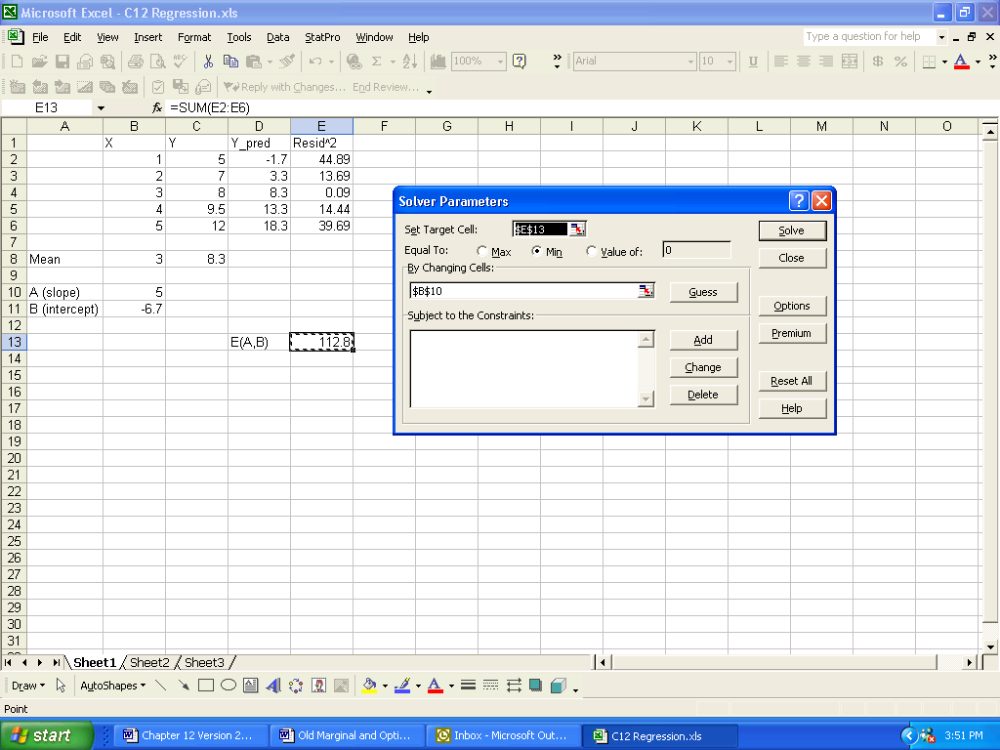 Microsoft Excel - C12 Regression.xls
File Edit View Insert Format Tools Data StatPro Window Help
Type a question for help
100% Arial 10 U $ %
Reply with Changes... End Review...
E13 fx =SUM(E2:E6)
A B C D E F G H I J K L M N O
1 X Y Y_pred Resid^2
2 1 5 -1.7 44.89
3 2 7 3.3 13.69
4 3 8 8.3 0.09
5 4 9.5 13.3 14.44
6 5 12 18.3 39.69
7
8 Mean 3 8.3
9
10 A (slope) 5
11 B (intercept) -6.7
12
13 E(A,B) 112.8
14
15
16
17
18
19
20
21
22
23
24
25
26
27
28
29
30
31
Solver Parameters
Set Target Cell: $E$13 Solve
Equal To: Max Min Value of: 0 Close
By Changing Cells:
$B$10 Guess
Options
Subject to the Constraints:
Premium
Add
Change
Delete
Reset All
Help
Sheet1 Sheet2 Sheet3
Draw AutoShapes
Point
start Chapter 12 Version 2... Old Marginal and Opti... Inbox - Microsoft Out... C12 Regression.xls 3:51 PM